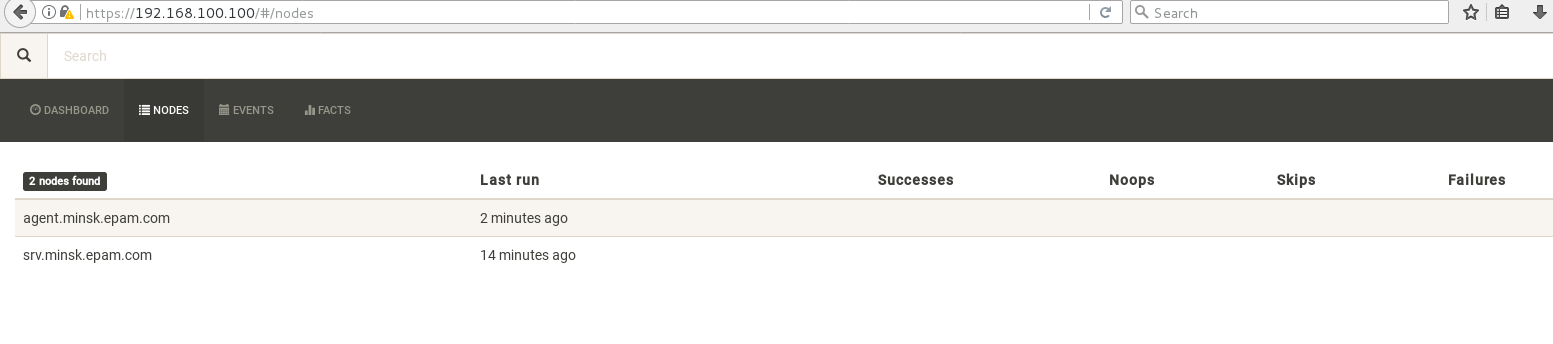 https://192.168.100.100/#/nodes Search
Search
DASHBOARD NODES EVENTS FACTS
2 nodes found Last run Successes Noops Skips Failures
agent.minsk.epam.com 2 minutes ago
srv.minsk.epam.com 14 minutes ago